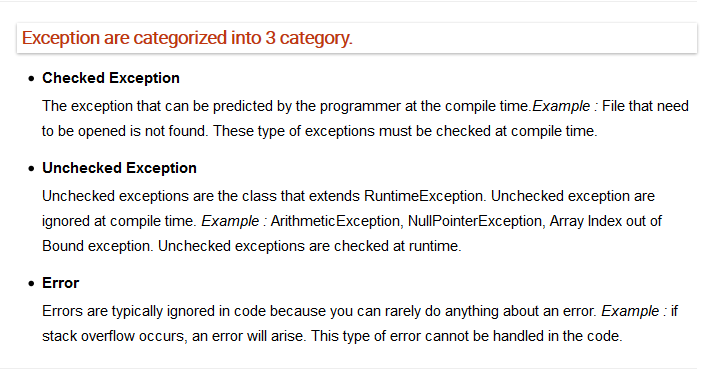 Exception are categorized into 3 category.
• Checked Exception
The exception that can be predicted by the programmer at the compile time.Example : File that need
to be opened is not found. These type of exceptions must be checked at compile time.
• Unchecked Exception
Unchecked exceptions are the class that extends RuntimeException. Unchecked exception are
ignored at compile time. Example : ArithmeticException, NullPointerException, Array Index out of
Bound exception. Unchecked exceptions are checked at runtime.
• Error
Errors are typically ignored in code because you can rarely do anything about an error. Example : if
stack overflow occurs, an error will arise. This type of error cannot be handled in the code.